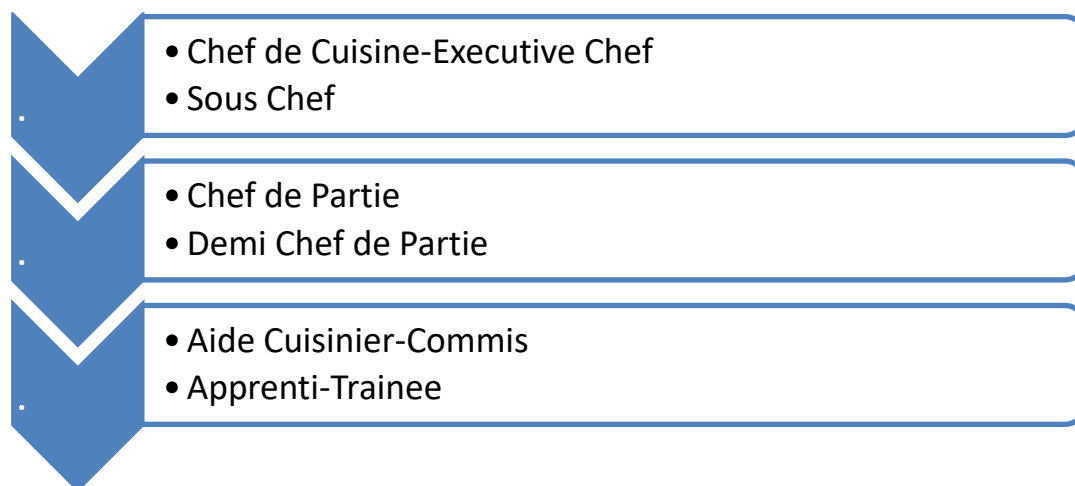 • Chef de Cuisine-Executive Chef
• Sous Chef
.
• Chef de Partie
• Demi Chef de Partie
.
• Aide Cuisinier-Commis
• Apprenti-Trainee
.